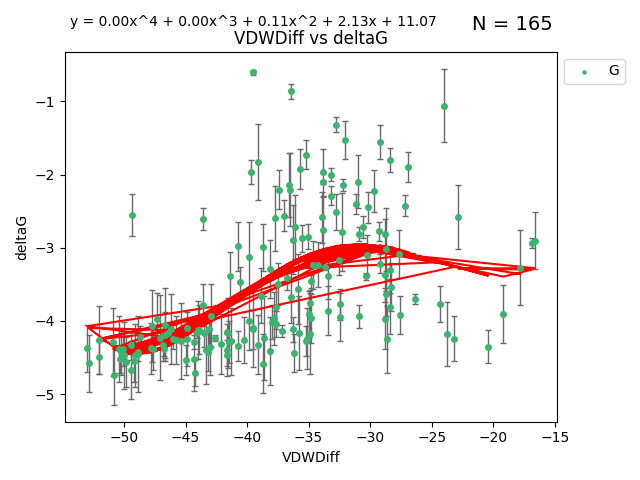 y = 0.00x^4 + 0.00x^3 + 0.11x^2 + 2.13x + 11.07
N = 165
VDWDiff vs deltaG
G
−1
−2
−3
−4
−5
deltaG
−50 −45 −40 −35 −30 −25 −20 −15
VDWDiff